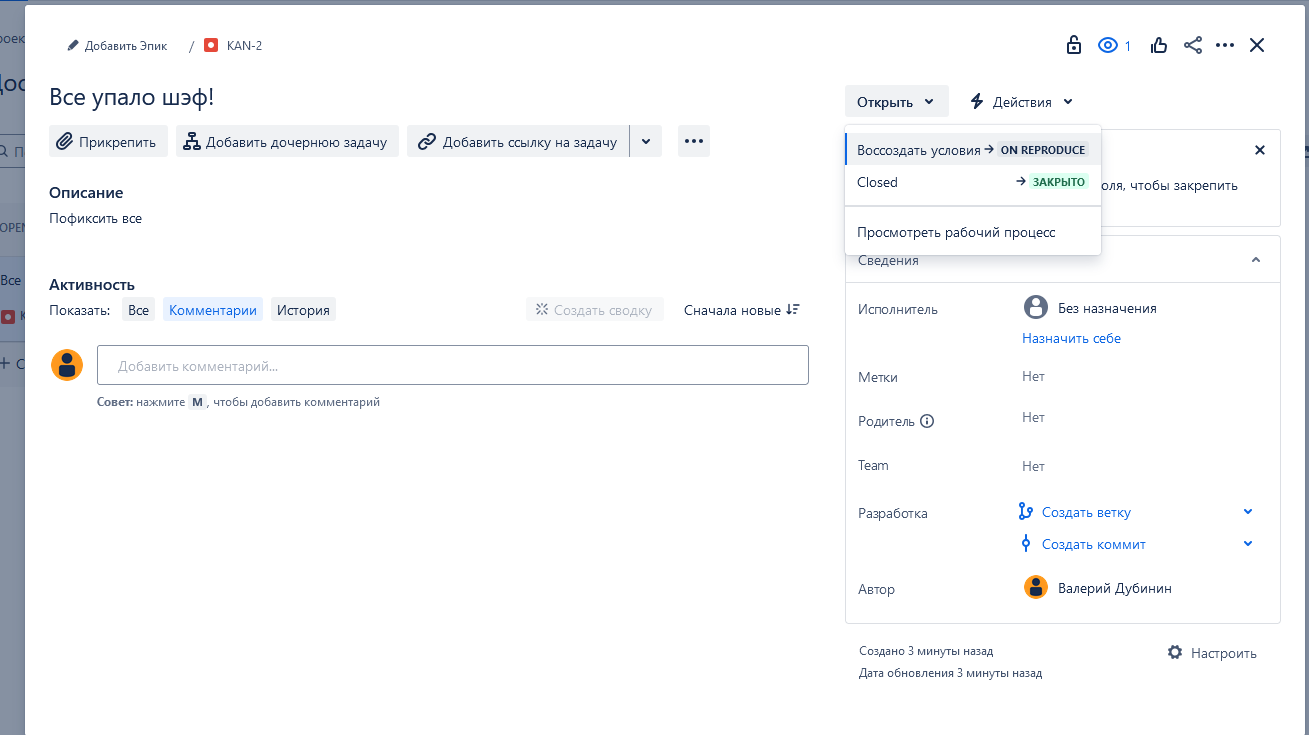 Добавить Эпик / KAN-2
1
Все упало шэф!
Прикрепить
Добавить дочернюю задачу
Добавить ссылку на задачу
Открыть
Действия
Воссоздать условия → ON REPRODUCE
Closed → ЗАКРЫТО
Просмотреть рабочий процесс
чтобы закрепить
Описание
Пофиксить все
Активность
Показать: Все Комментарии История
Создать сводку
Сначала новые
Добавить комментарий...
Совет: нажмите M, чтобы добавить комментарий
Сведения
Исполнитель
Без назначения
Назначить себе
Метки
Нет
Родитель
Нет
Team
Нет
Разработка
Создать ветку
Создать коммит
Автор
Валерий Дубинин
Создано 3 минуты назад
Дата обновления 3 минуты назад
Настроить
Все